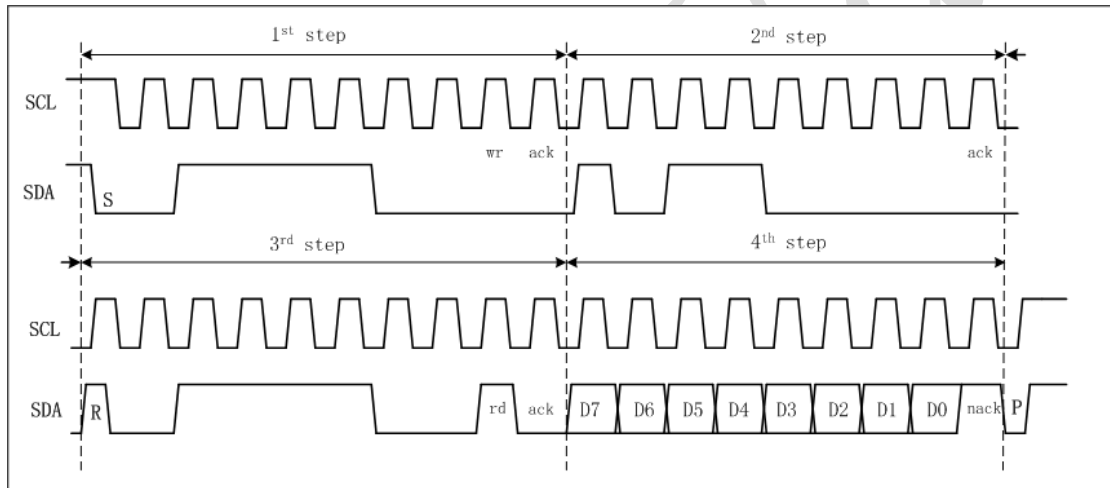 1st step 2nd step
SCL
wr ack ack
SDA S
3rd step 4th step
SCL
SDA R rd ack D7 D6 D5 D4 D3 D2 D1 D0 nack P